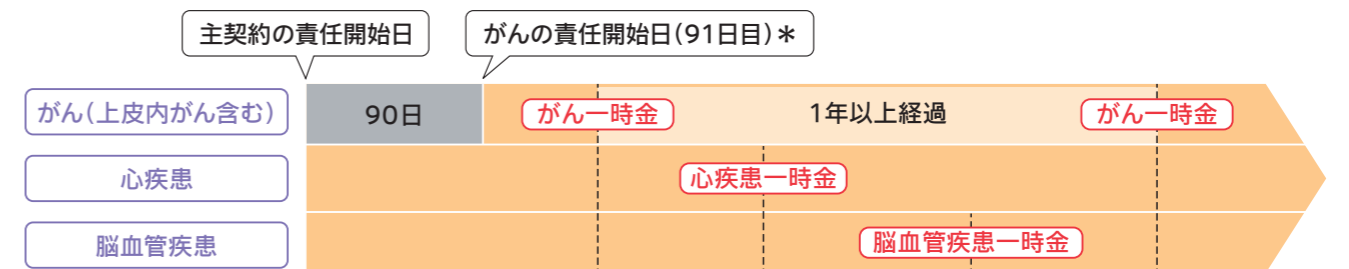 主契約の責任開始日
がんの責任開始日(91日目)＊
がん(上皮内がん含む)
90日
がん一時金
1年以上経過
がん一時金
心疾患
心疾患一時金
脳血管疾患
脳血管疾患一時金